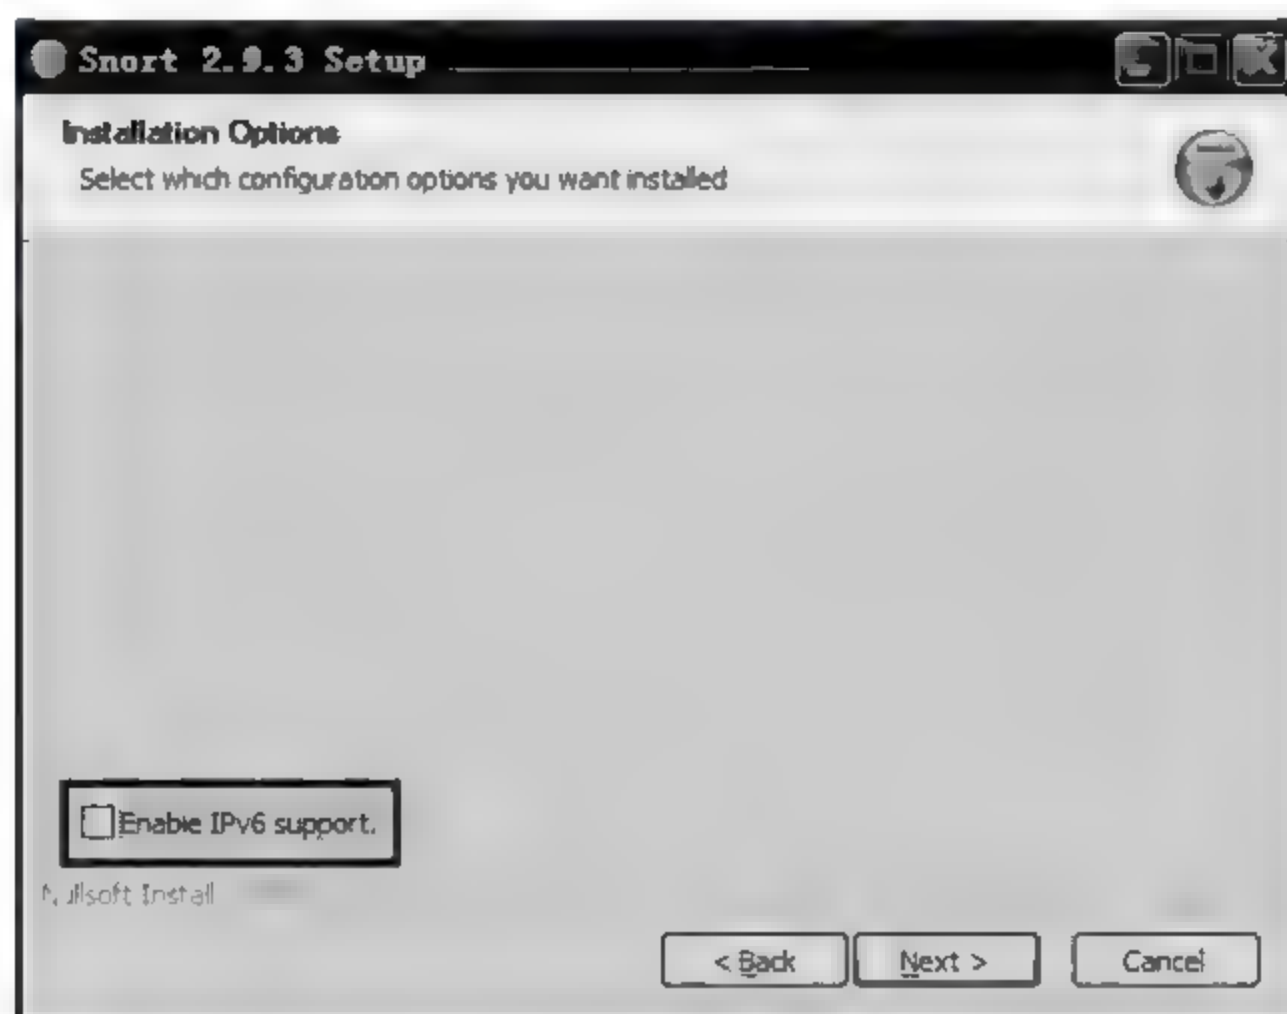 Snort 2.9.3 Setup
Installation Options
Select which configuration options you want installed
Enable IPv6 support.
Nullsoft Install
< Back
Next >
Cancel